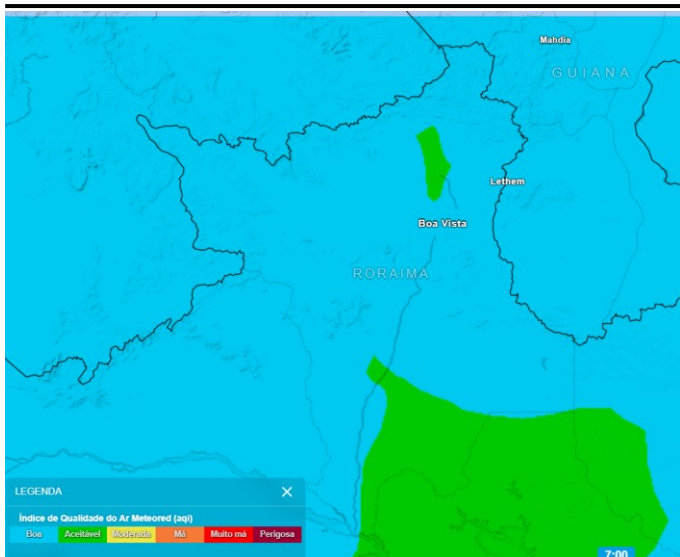 Mahdia
GUIANA
Lethem
Boa Vista
RORAIMA
LEGENDA
Índice de Qualidade do Ar Meteored (aqi)
Boa Aceitável Moderada Má Muito má Perigosa
7:00